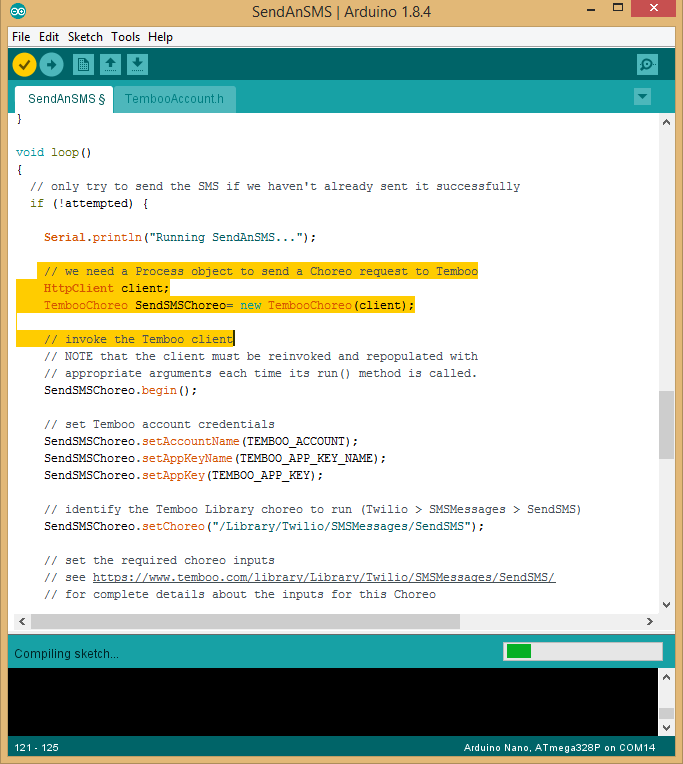 SendAnSMS | Arduino 1.8.4
File Edit Sketch Tools Help
SendAnSMS § TembooAccount.h
}
void loop()
{
// only try to send the SMS if we haven't already sent it successfully
if (!attempted) {
Serial.println("Running SendAnSMS...");
// we need a Process object to send a Choreo request to Temboo
HttpClient client;
TembooChoreo SendSMSChoreo= new TembooChoreo(client);
// invoke the Temboo client
// NOTE that the client must be reinvoked and repopulated with
// appropriate arguments each time its run() method is called.
SendSMSChoreo.begin();
// set Temboo account credentials
SendSMSChoreo.setAccountName(TEMBOO_ACCOUNT);
SendSMSChoreo.setAppKeyName(TEMBOO_APP_KEY_NAME);
SendSMSChoreo.setAppKey(TEMBOO_APP_KEY);
// identify the Temboo Library choreo to run (Twilio > SMSMessages > SendSMS)
SendSMSChoreo.setChoreo("/Library/Twilio/SMSMessages/SendSMS");
// set the required choreo inputs
// see https://www.temboo.com/library/Library/Twilio/SMSMessages/SendSMS/
// for complete details about the inputs for this Choreo
Compiling sketch...
121 - 125 Arduino Nano, ATmega328P on COM14